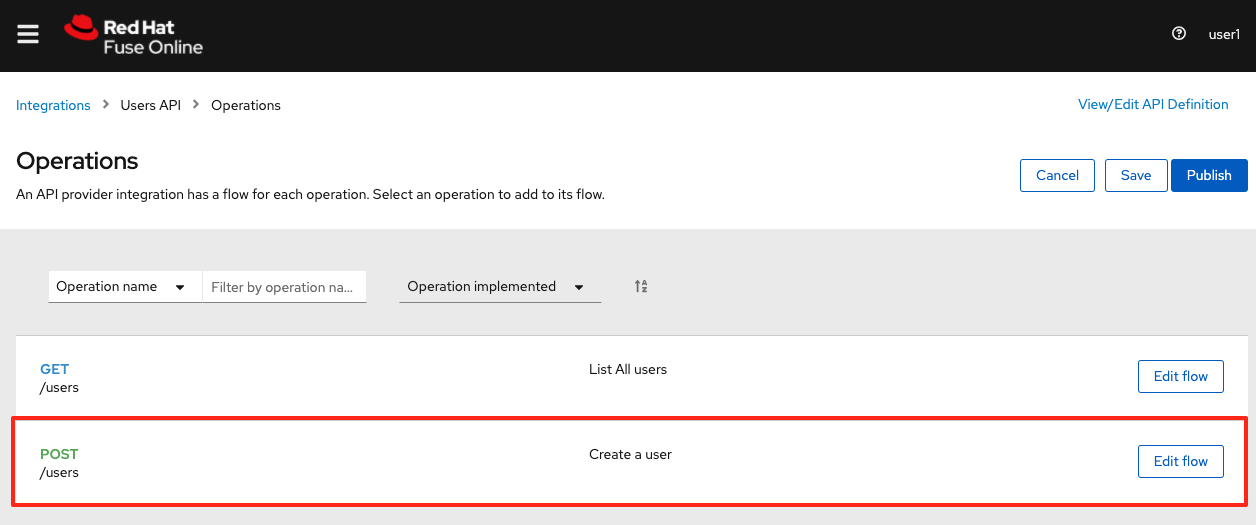 Red Hat
Fuse Online
user1
Integrations > Users API > Operations
View/Edit API Definition
Operations
An API provider integration has a flow for each operation. Select an operation to add to its flow.
Cancel
Save
Publish
Operation name
Filter by operation na...
Operation implemented
GET
/users
List All users
Edit flow
POST
/users
Create a user
Edit flow